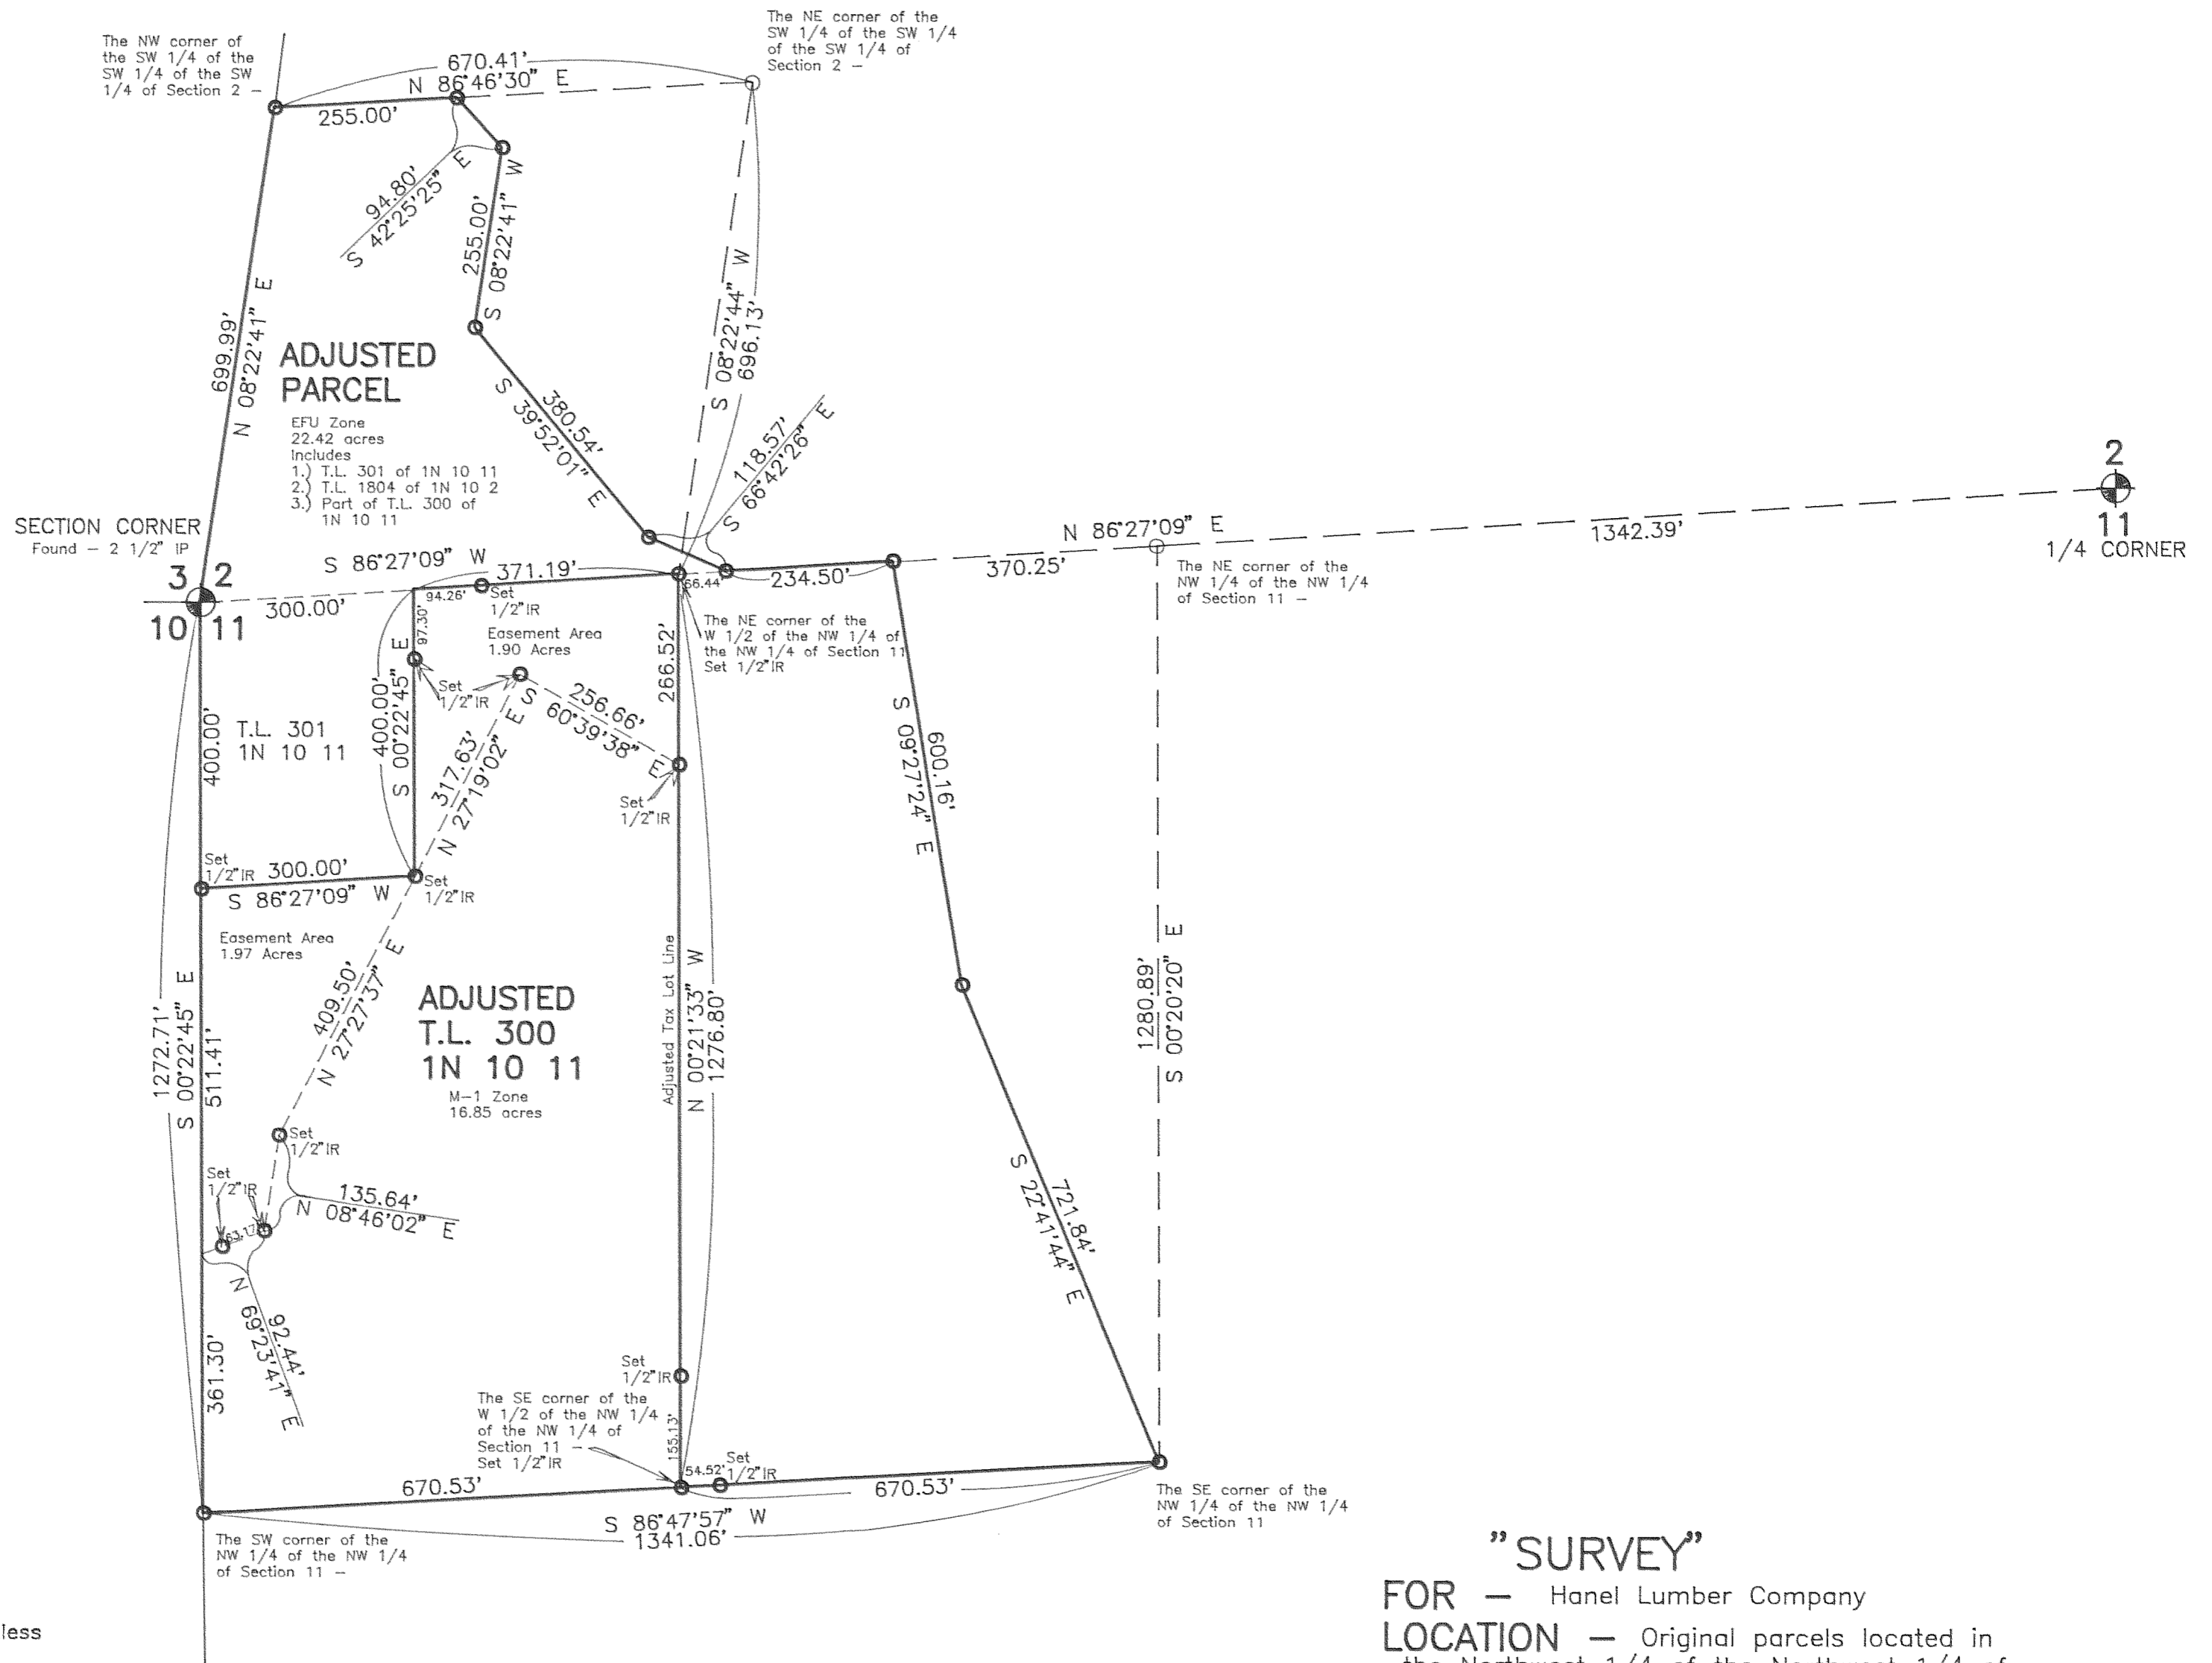 The NW corner of
the SW 1/4 of the
SW 1/4 of the SW
1/4 of Section 2 –
The NE corner of the
SW 1/4 of the SW 1/4
of the SW 1/4 of
Section 2 –
670.41'
N 86°46'30" E
255.00'
94.80'
S 42°25'25" E
255.00'
S 08°22'41" W
S 08°22'44" W
696.13'
699.99'
N 08°22'41" E
ADJUSTED
PARCEL
EFU Zone
22.42 acres
Includes
1.) T.L. 301 of 1N 10 11
2.) T.L. 1804 of 1N 10 2
3.) Part of T.L. 300 of
1N 10 11
380.54'
S 39°52'01" E
118.57'
S 66°42'26" E
SECTION CORNER
Found – 2 1/2" IP
3 2
10 11
S 86°27'09" W
300.00'
371.19'
94.26'
Set
1/2"IR
66.44'
234.50'
370.25'
N 86°27'09" E
1342.39'
2
11
1/4 CORNER
The NE corner of the
NW 1/4 of the NW 1/4
of Section 11 –
The NE corner of the
W 1/2 of the NW 1/4 of
the NW 1/4 of Section 11
Set 1/2"IR
Easement Area
1.90 Acres
97.30'
400.00'
S 00°22'45" E
Set
1/2"IR
266.52'
256.66'
S 60°39'38" E
317.63'
N 27°19'02" E
Set
1/2"IR
T.L. 301
1N 10 11
400.00'
Set
1/2"IR
300.00'
S 86°27'09" W
Set
1/2"IR
Easement Area
1.97 Acres
409.50'
N 27°27'37" E
ADJUSTED
T.L. 300
1N 10 11
M-1 Zone
16.85 acres
Adjusted Tax Lot Line
N 00°21'33" W
1276.80'
600.16'
S 09°27'24" E
721.84'
S 22°41'44" E
1280.89'
S 00°20'20" E
1272.71'
S 00°22'45" E
511.41'
Set
1/2"IR
Set
1/2"IR
135.64'
N 08°46'02" E
63.17'
92.44'
N 69°23'41" E
361.30'
Set
1/2"IR
155.13'
The SE corner of the
W 1/2 of the NW 1/4
of the NW 1/4 of
Section 11 –
Set 1/2"IR
54.52'
Set
1/2"IR
670.53'
670.53'
S 86°47'57" W
1341.06'
The SE corner of the
NW 1/4 of the NW 1/4
of Section 11
The SW corner of the
NW 1/4 of the NW 1/4
of Section 11 –
less
"SURVEY"
FOR – Hanel Lumber Company
LOCATION – Original parcels located in
the Northwest 1/4 of the Northwest 1/4 of